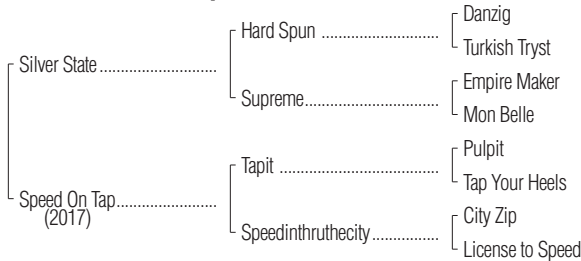 Danzig
Hard Spun ..................................
Turkish Tryst
Silver State...........................
Empire Maker
Supreme......................................
Mon Belle
Pulpit
Tapit .............................................
Tap Your Heels
Speed On Tap.......................
(2017)
City Zip
Speedinthruthecity...................
License to Speed